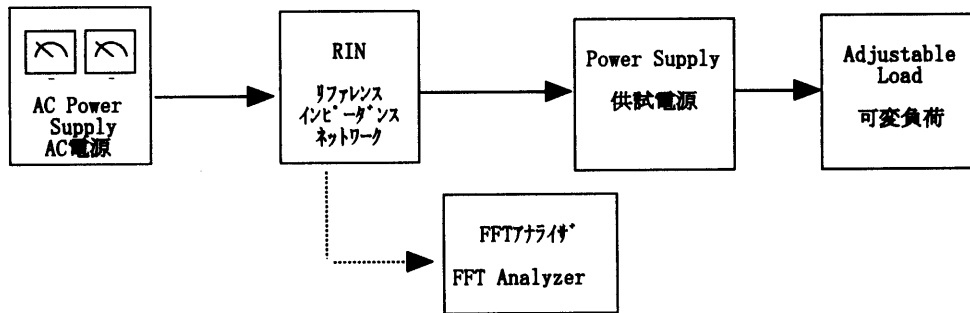 AC Power
Supply
AC電源
RIN
リファレンス
インピーダンス
ネットワーク
Power Supply
供試電源
Adjustable
Load
可変負荷
FFTアナライザ
FFT Analyzer